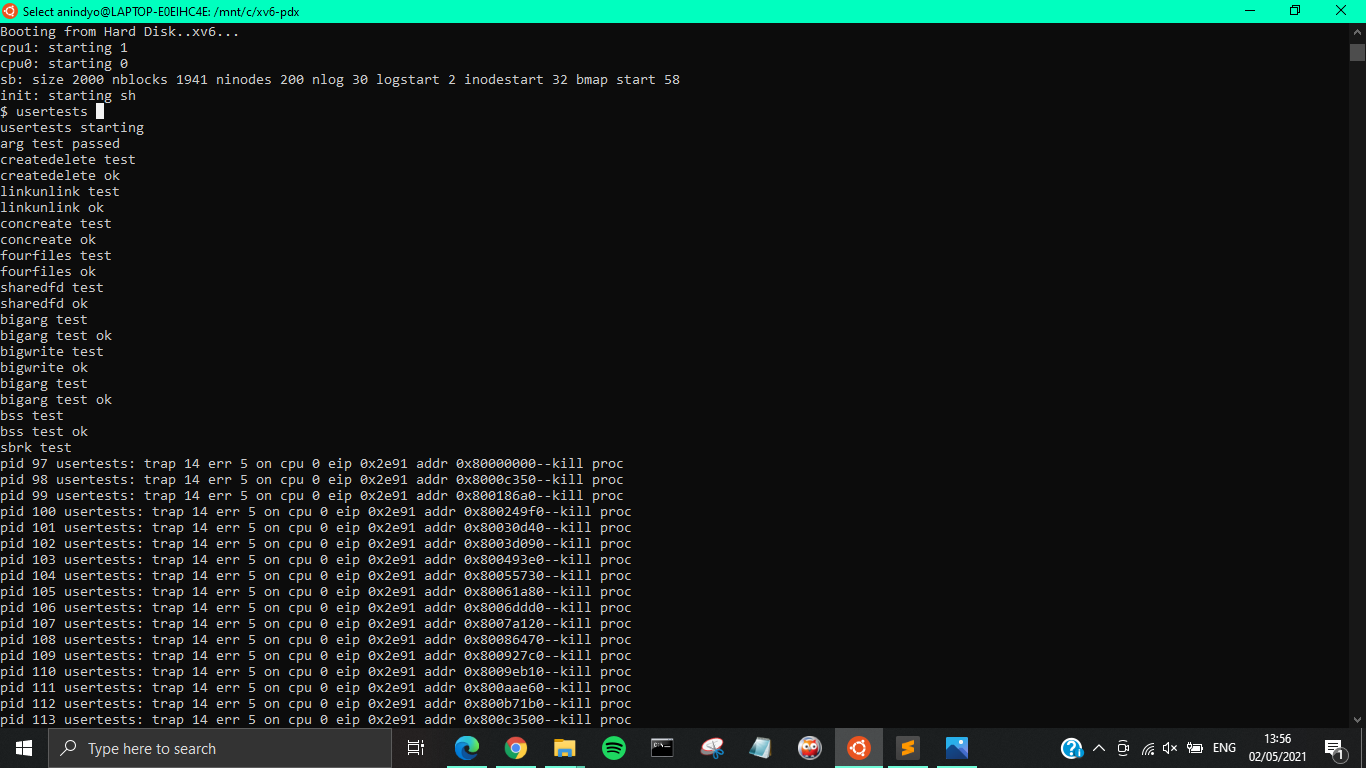 Select anindyo@LAPTOP-E0EIHC4E: /mnt/c/xv6-pdx
Booting from Hard Disk..xv6...
cpu1: starting 1
cpu0: starting 0
sb: size 2000 nblocks 1941 ninodes 200 nlog 30 logstart 2 inodestart 32 bmap start 58
init: starting sh
$ usertests
usertests starting
arg test passed
createdelete test
createdelete ok
linkunlink test
linkunlink ok
concreate test
concreate ok
fourfiles test
fourfiles ok
sharedfd test
sharedfd ok
bigarg test
bigarg test ok
bigwrite test
bigwrite ok
bigarg test
bigarg test ok
bss test
bss test ok
sbrk test
pid 97 usertests: trap 14 err 5 on cpu 0 eip 0x2e91 addr 0x80000000--kill proc
pid 98 usertests: trap 14 err 5 on cpu 0 eip 0x2e91 addr 0x8000c350--kill proc
pid 99 usertests: trap 14 err 5 on cpu 0 eip 0x2e91 addr 0x800186a0--kill proc
pid 100 usertests: trap 14 err 5 on cpu 0 eip 0x2e91 addr 0x800249f0--kill proc
pid 101 usertests: trap 14 err 5 on cpu 0 eip 0x2e91 addr 0x80030d40--kill proc
pid 102 usertests: trap 14 err 5 on cpu 0 eip 0x2e91 addr 0x8003d090--kill proc
pid 103 usertests: trap 14 err 5 on cpu 0 eip 0x2e91 addr 0x800493e0--kill proc
pid 104 usertests: trap 14 err 5 on cpu 0 eip 0x2e91 addr 0x80055730--kill proc
pid 105 usertests: trap 14 err 5 on cpu 0 eip 0x2e91 addr 0x80061a80--kill proc
pid 106 usertests: trap 14 err 5 on cpu 0 eip 0x2e91 addr 0x8006ddd0--kill proc
pid 107 usertests: trap 14 err 5 on cpu 0 eip 0x2e91 addr 0x8007a120--kill proc
pid 108 usertests: trap 14 err 5 on cpu 0 eip 0x2e91 addr 0x80086470--kill proc
pid 109 usertests: trap 14 err 5 on cpu 0 eip 0x2e91 addr 0x800927c0--kill proc
pid 110 usertests: trap 14 err 5 on cpu 0 eip 0x2e91 addr 0x8009eb10--kill proc
pid 111 usertests: trap 14 err 5 on cpu 0 eip 0x2e91 addr 0x800aae60--kill proc
pid 112 usertests: trap 14 err 5 on cpu 0 eip 0x2e91 addr 0x800b71b0--kill proc
pid 113 usertests: trap 14 err 5 on cpu 0 eip 0x2e91 addr 0x800c3500--kill proc
Type here to search
ENG
13:56
02/05/2021
1